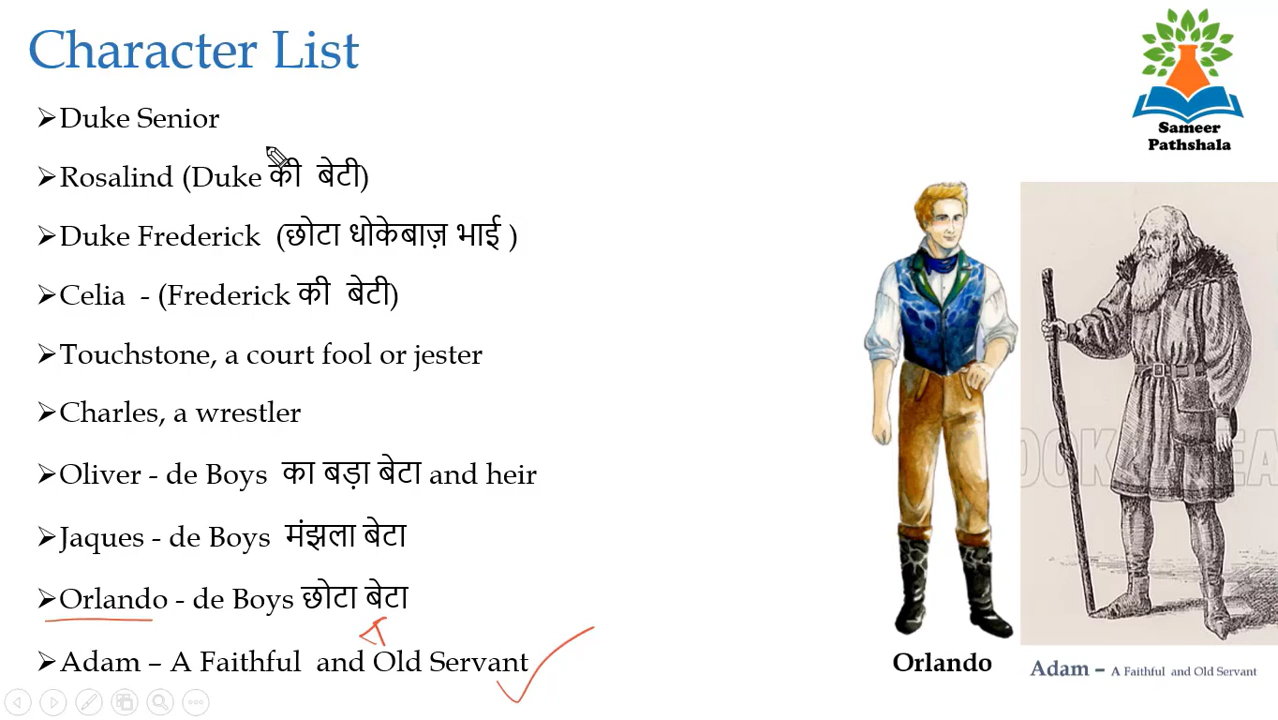 Character List
Sameer
Pathshala
➢Duke Senior
➢Rosalind (Duke की बेटी)
➢Duke Frederick (छोटा धोकेबाज़ भाई )
➢Celia - (Frederick की बेटी)
➢Touchstone, a court fool or jester
➢Charles, a wrestler
➢Oliver - de Boys का बड़ा बेटा and heir
➢Jaques - de Boys मंझला बेटा
➢Orlando - de Boys छोटा बेटा
➢Adam – A Faithful and Old Servant
Orlando
Adam – A Faithful and Old Servant